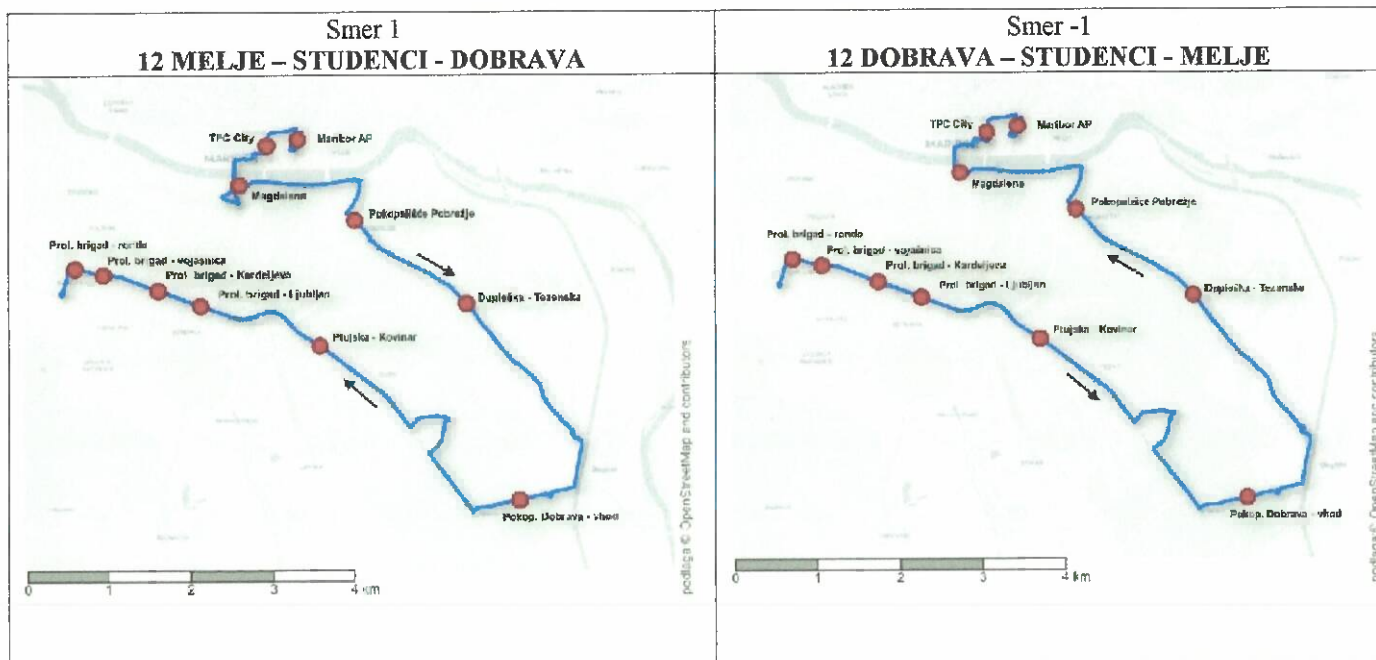 Smer 1
12 MELJE – STUDENCI - DOBRAVA
TPC City
Maribor AP
Magdalena
Pokopališče Pobrežje
Prol. brigad - rondo
Prol. brigad - vojašnica
Prol. brigad - Kardeljeva
Prol. brigad - Ljubljan
Dupleška - Tezenska
Ptujska - Kovinar
Pokop. Dobrava - vhod
podlaga © OpenStreetMap and contributors
0 1 2 3 4 km
Smer -1
12 DOBRAVA – STUDENCI - MELJE
TPC City
Maribor AP
Magdalena
Pokopališče Pobrežje
Prol. brigad - rondo
Prol. brigad - vojašnica
Prol. brigad - Kardeljeva
Prol. brigad - Ljubljan
Dupleška - Tezenska
Ptujska - Kovinar
Pokop. Dobrava - vhod
podlaga © OpenStreetMap and contributors
0 1 2 3 4 km